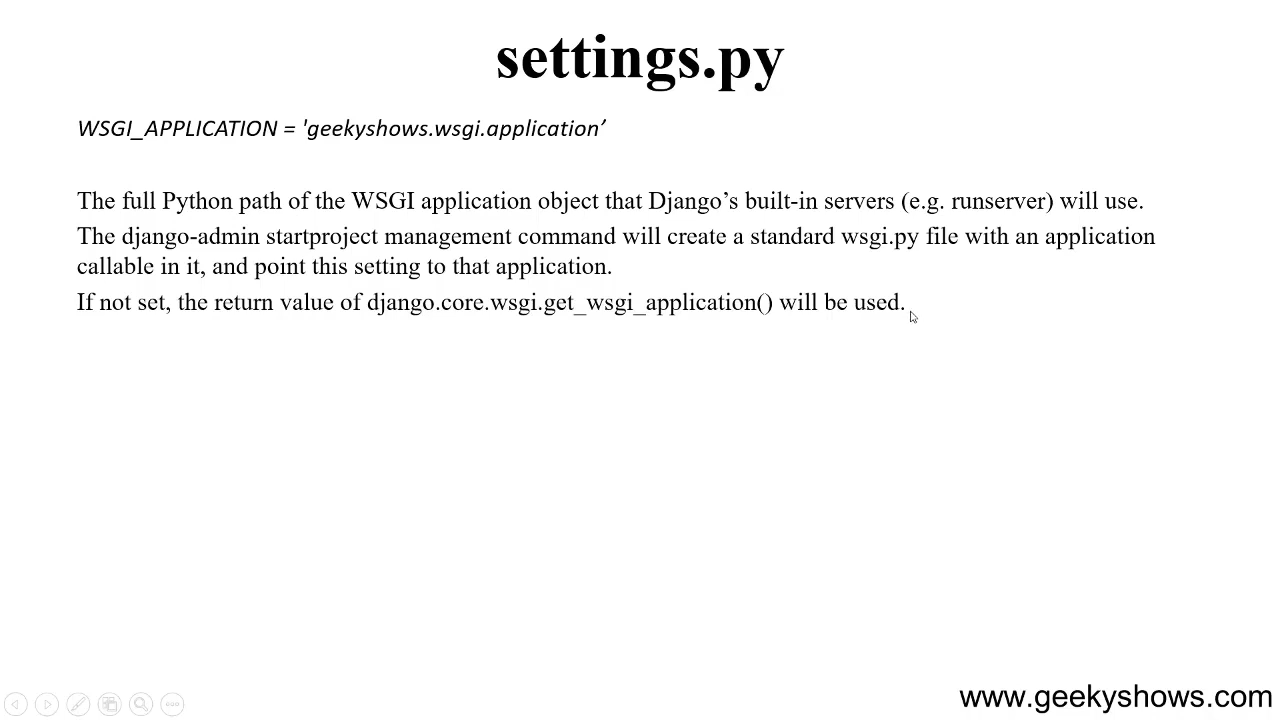 settings.py
WSGI_APPLICATION = 'geekyshows.wsgi.application’
The full Python path of the WSGI application object that Django’s built-in servers (e.g. runserver) will use.
The django-admin startproject management command will create a standard wsgi.py file with an application
callable in it, and point this setting to that application.
If not set, the return value of django.core.wsgi.get_wsgi_application() will be used.
www.geekyshows.com